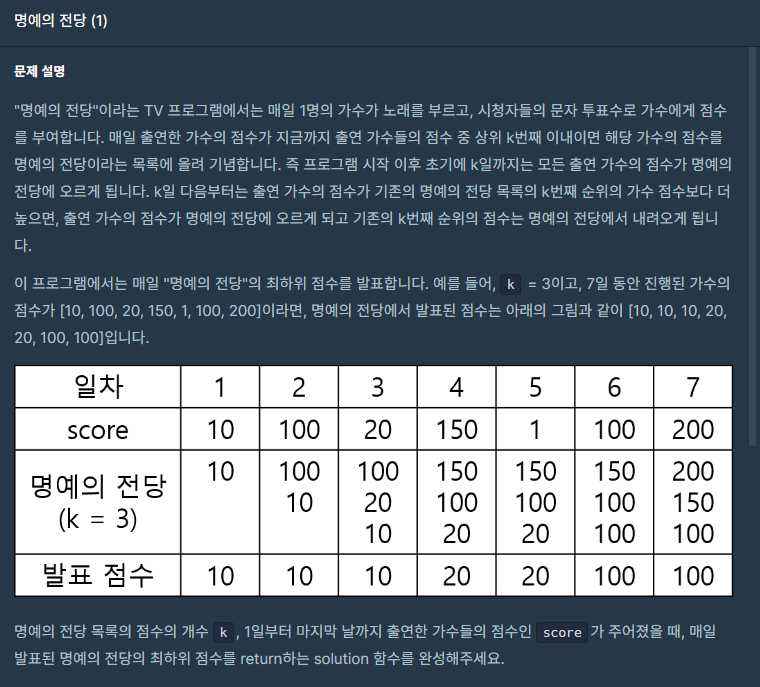 명예의 전당 (1)
문제 설명
"명예의 전당"이라는 TV 프로그램에서는 매일 1명의 가수가 노래를 부르고, 시청자들의 문자 투표수로 가수에게 점수
를 부여합니다. 매일 출연한 가수의 점수가 지금까지 출연 가수들의 점수 중 상위 k번째 이내이면 해당 가수의 점수를
명예의 전당이라는 목록에 올려 기념합니다. 즉 프로그램 시작 이후 초기에 k일까지는 모든 출연 가수의 점수가 명예의
전당에 오르게 됩니다. k일 다음부터는 출연 가수의 점수가 기존의 명예의 전당 목록의 k번째 순위의 가수 점수보다 더
높으면, 출연 가수의 점수가 명예의 전당에 오르게 되고 기존의 k번째 순위의 점수는 명예의 전당에서 내려오게 됩니
다.
이 프로그램에서는 매일 "명예의 전당"의 최하위 점수를 발표합니다. 예를 들어, k = 3이고, 7일 동안 진행된 가수의
점수가 [10, 100, 20, 150, 1, 100, 200]이라면, 명예의 전당에서 발표된 점수는 아래의 그림과 같이 [10, 10, 10, 20,
20, 100, 100]입니다.
일차 1 2 3 4 5 6 7
score 10 100 20 150 1 100 200
명예의 전당 (k = 3) 10 100 10 100 20 10 150 100 20 150 100 20 150 100 100 200 150 100
발표 점수 10 10 10 20 20 100 100
명예의 전당 목록의 점수의 개수 k, 1일부터 마지막 날까지 출연한 가수들의 점수인 score가 주어졌을 때, 매일
발표된 명예의 전당의 최하위 점수를 return하는 solution 함수를 완성해주세요.